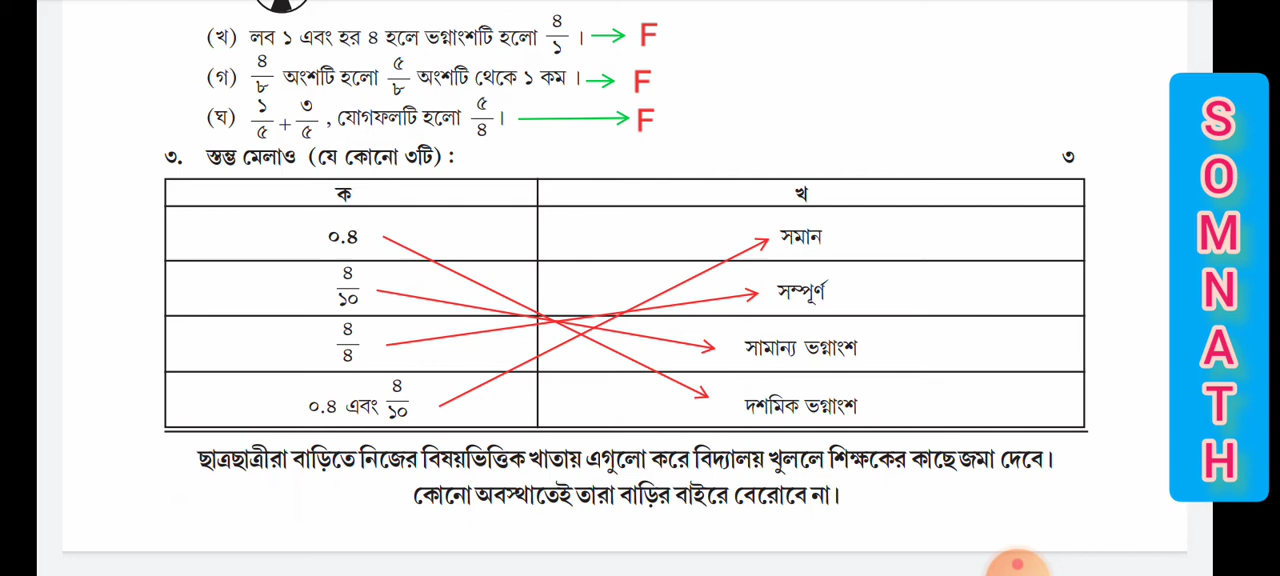 (খ) লব ১ এবং হর ৪ হলে ভগ্নাংশটি হলো ৪/১ । → F
(গ) ৪/৮ অংশটি হলো ৫/৮ অংশটি থেকে ১ কম । → F
(ঘ) ১/৫ + ৩/৫ , যোগফলটি হলো ৫/৪ । → F
৩. স্তম্ভ মেলাও (যে কোনো ৩টি) : ৩
ক খ
০.৪ সমান
৪/১০ সম্পূর্ণ
৪/৪ সামান্য ভগ্নাংশ
০.৪ এবং ৪/১০ দশমিক ভগ্নাংশ
ছাত্রছাত্রীরা বাড়িতে নিজের বিষয়ভিত্তিক খাতায় এগুলো করে বিদ্যালয় খুললে শিক্ষকের কাছে জমা দেবে।
কোনো অবস্থাতেই তারা বাড়ির বাইরে বেরোবে না।
SOMNATH